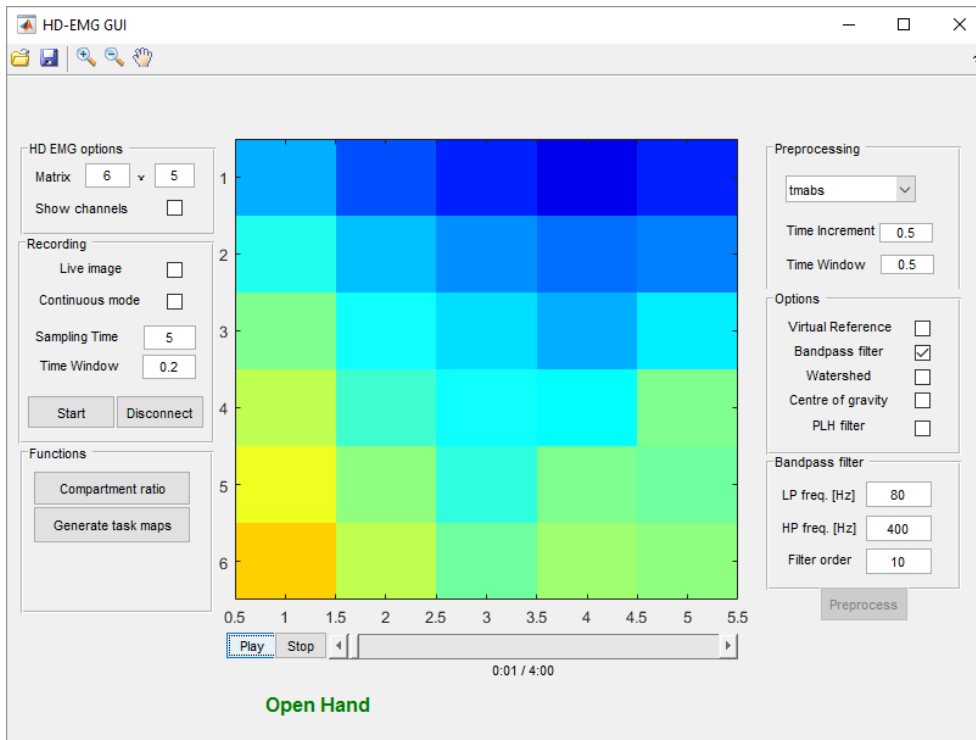 HD-EMG GUI
HD EMG options
Matrix 6 x 5
Show channels
Recording
Live image
Continuous mode
Sampling Time 5
Time Window 0.2
Start Disconnect
Functions
Compartment ratio
Generate task maps
1
2
3
4
5
6
0.5 1 1.5 2 2.5 3 3.5 4 4.5 5 5.5
Play Stop
0:01 / 4:00
Open Hand
Preprocessing
tmabs
Time Increment 0.5
Time Window 0.5
Options
Virtual Reference
Bandpass filter
Watershed
Centre of gravity
PLH filter
Bandpass filter
LP freq. [Hz] 80
HP freq. [Hz] 400
Filter order 10
Preprocess